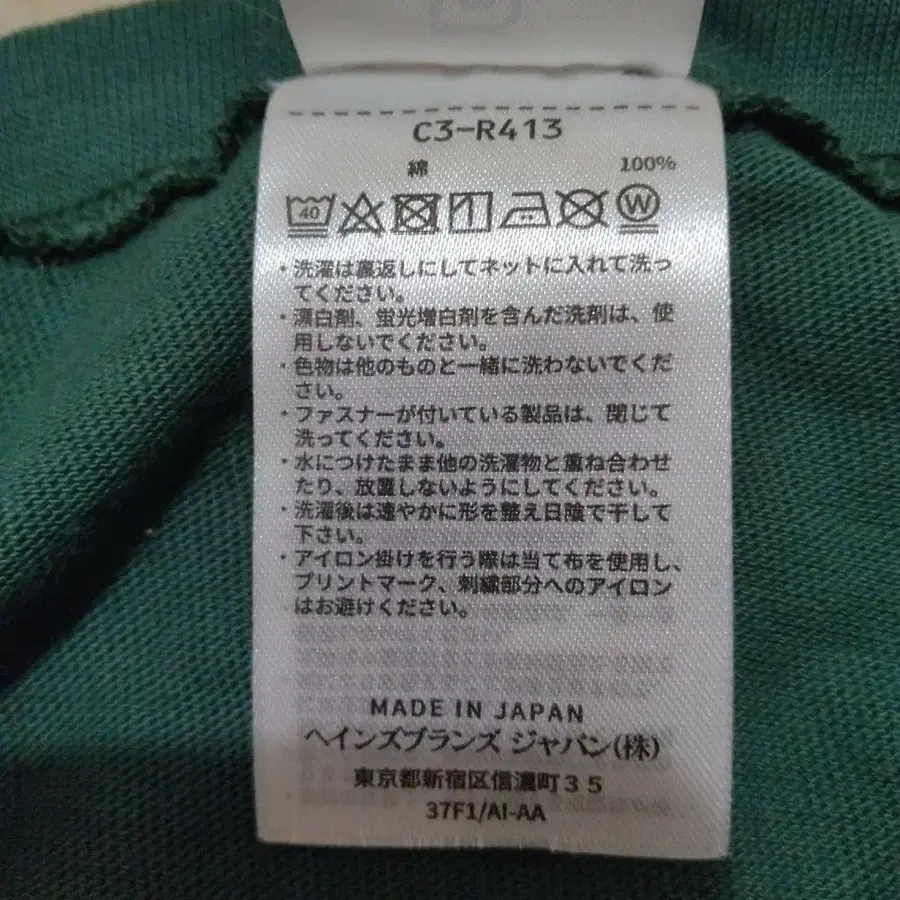 C3-R413
綿 100%
40 W
・洗濯は裏返しにしてネットに入れて洗っ
てください。
・漂白剤、蛍光増白剤を含んだ洗剤は、使
用しないでください。
・色物は他のものと一緒に洗わないでくだ
さい。
・ファスナーが付いている製品は、閉じて
洗ってください。
・水につけたまま他の洗濯物と重ね合わせ
たり、放置しないようにしてください。
・洗濯後は速やかに形を整え日陰で干して
下さい。
・アイロン掛けを行う際は当て布を使用し、
プリントマーク、刺繍部分へのアイロン
はお避けください。
MADE IN JAPAN
ヘインズブランズ ジャパン(株)
東京都新宿区信濃町35
37F1/AI-AA